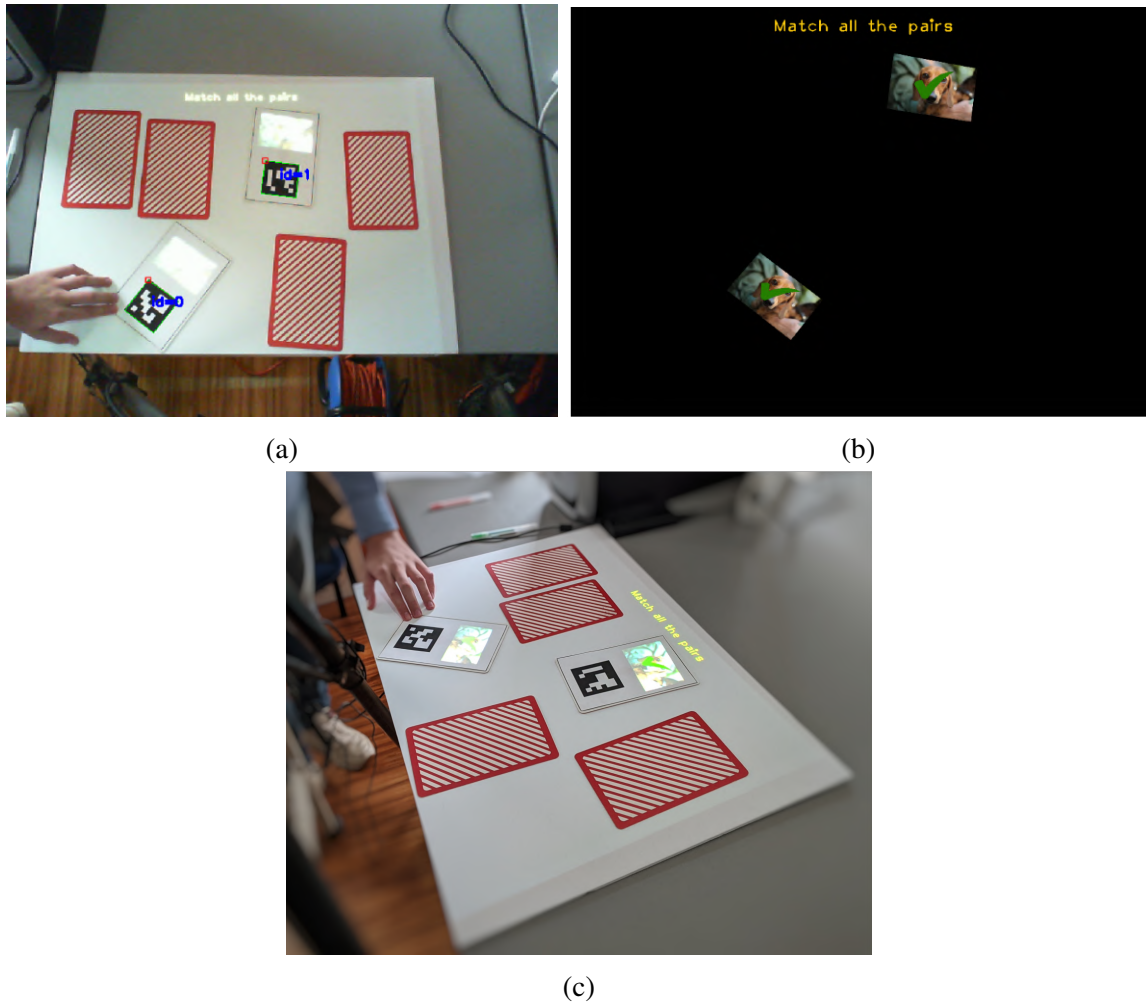 Match all the pairs
id=1
id=0
(a)
Match all the pairs
(b)
Match all the pairs
(c)